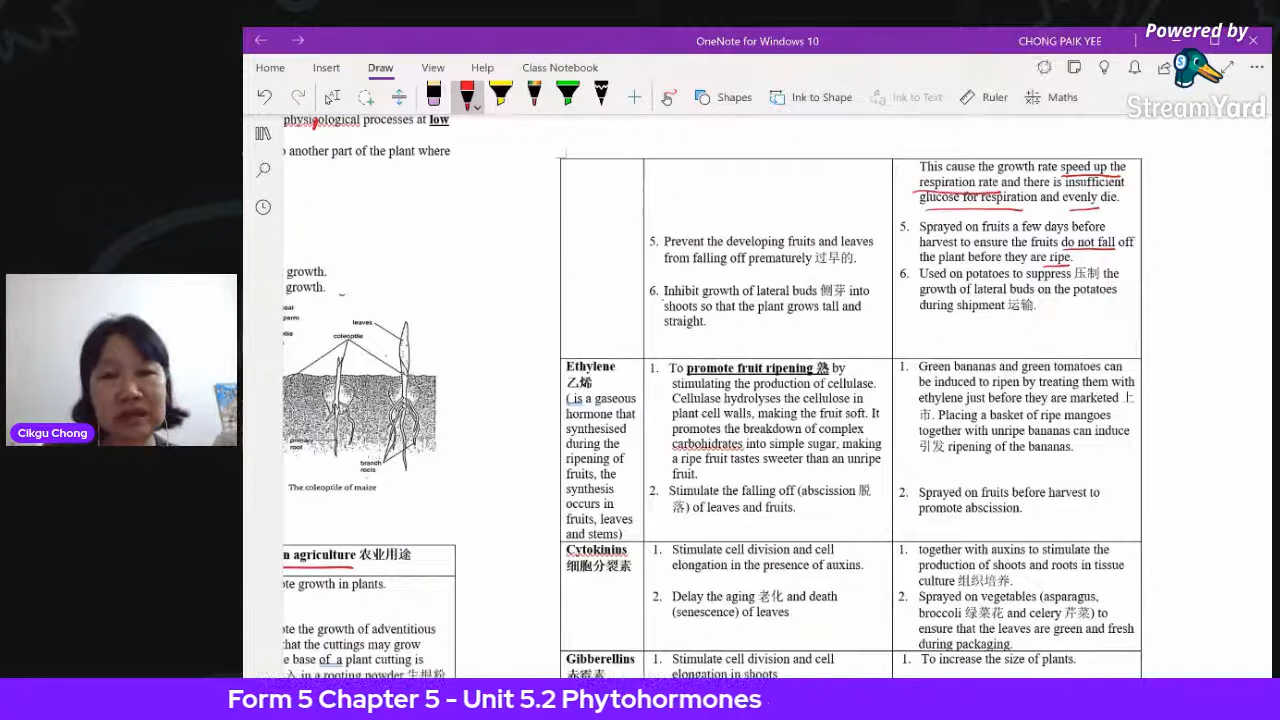 Powered by
StreamYard
OneNote for Windows 10
CHONG PAIK YEE
Home Insert Draw View Help Class Notebook
Shapes Ink to Shape Ink to Text Ruler Maths
physiological processes at low
o another part of the plant where
growth.
growth.
leaves
coleoptile
primary
root
branch
roots
The coleoptile of maize
n agriculture 农业用途
ote growth in plants.
ote the growth of adventitious
that the cuttings may grow
e base of a plant cutting is
in a rooting powder 生根粉
5. Prevent the developing fruits and leaves
from falling off prematurely 过早的.
6. Inhibit growth of lateral buds 侧芽 into
shoots so that the plant grows tall and
straight.
This cause the growth rate speed up the
respiration rate and there is insufficient
glucose for respiration and evenly die.
5. Sprayed on fruits a few days before
harvest to ensure the fruits do not fall off
the plant before they are ripe.
6. Used on potatoes to suppress 压制 the
growth of lateral buds on the potatoes
during shipment 运输.
Ethylene
乙烯
( is a gaseous
hormone that
synthesised
during the
ripening of
fruits, the
synthesis
occurs in
fruits, leaves
and stems)
1. To promote fruit ripening 熟 by
stimulating the production of cellulase.
Cellulase hydrolyses the cellulose in
plant cell walls, making the fruit soft. It
promotes the breakdown of complex
carbohidrates into simple sugar, making
a ripe fruit tastes sweeter than an unripe
fruit.
2. Stimulate the falling off (abscission 脱
落) of leaves and fruits.
1. Green bananas and green tomatoes can
be induced to ripen by treating them with
ethylene just before they are marketed 上
市. Placing a basket of ripe mangoes
together with unripe bananas can induce
引发 ripening of the bananas.
2. Sprayed on fruits before harvest to
promote abscission.
Cytokinins
细胞分裂素
1. Stimulate cell division and cell
elongation in the presence of auxins.
2. Delay the aging 老化 and death
(senescence) of leaves
1. together with auxins to stimulate the
production of shoots and roots in tissue
culture 组织培养.
2. Sprayed on vegetables (asparagus,
broccoli 绿菜花 and celery 芹菜) to
ensure that the leaves are green and fresh
during packaging.
Gibberellins
赤霉素
1. Stimulate cell division and cell
elongation in shoots
1. To increase the size of plants.
Cikgu Chong
Form 5 Chapter 5 - Unit 5.2 Phytohormones